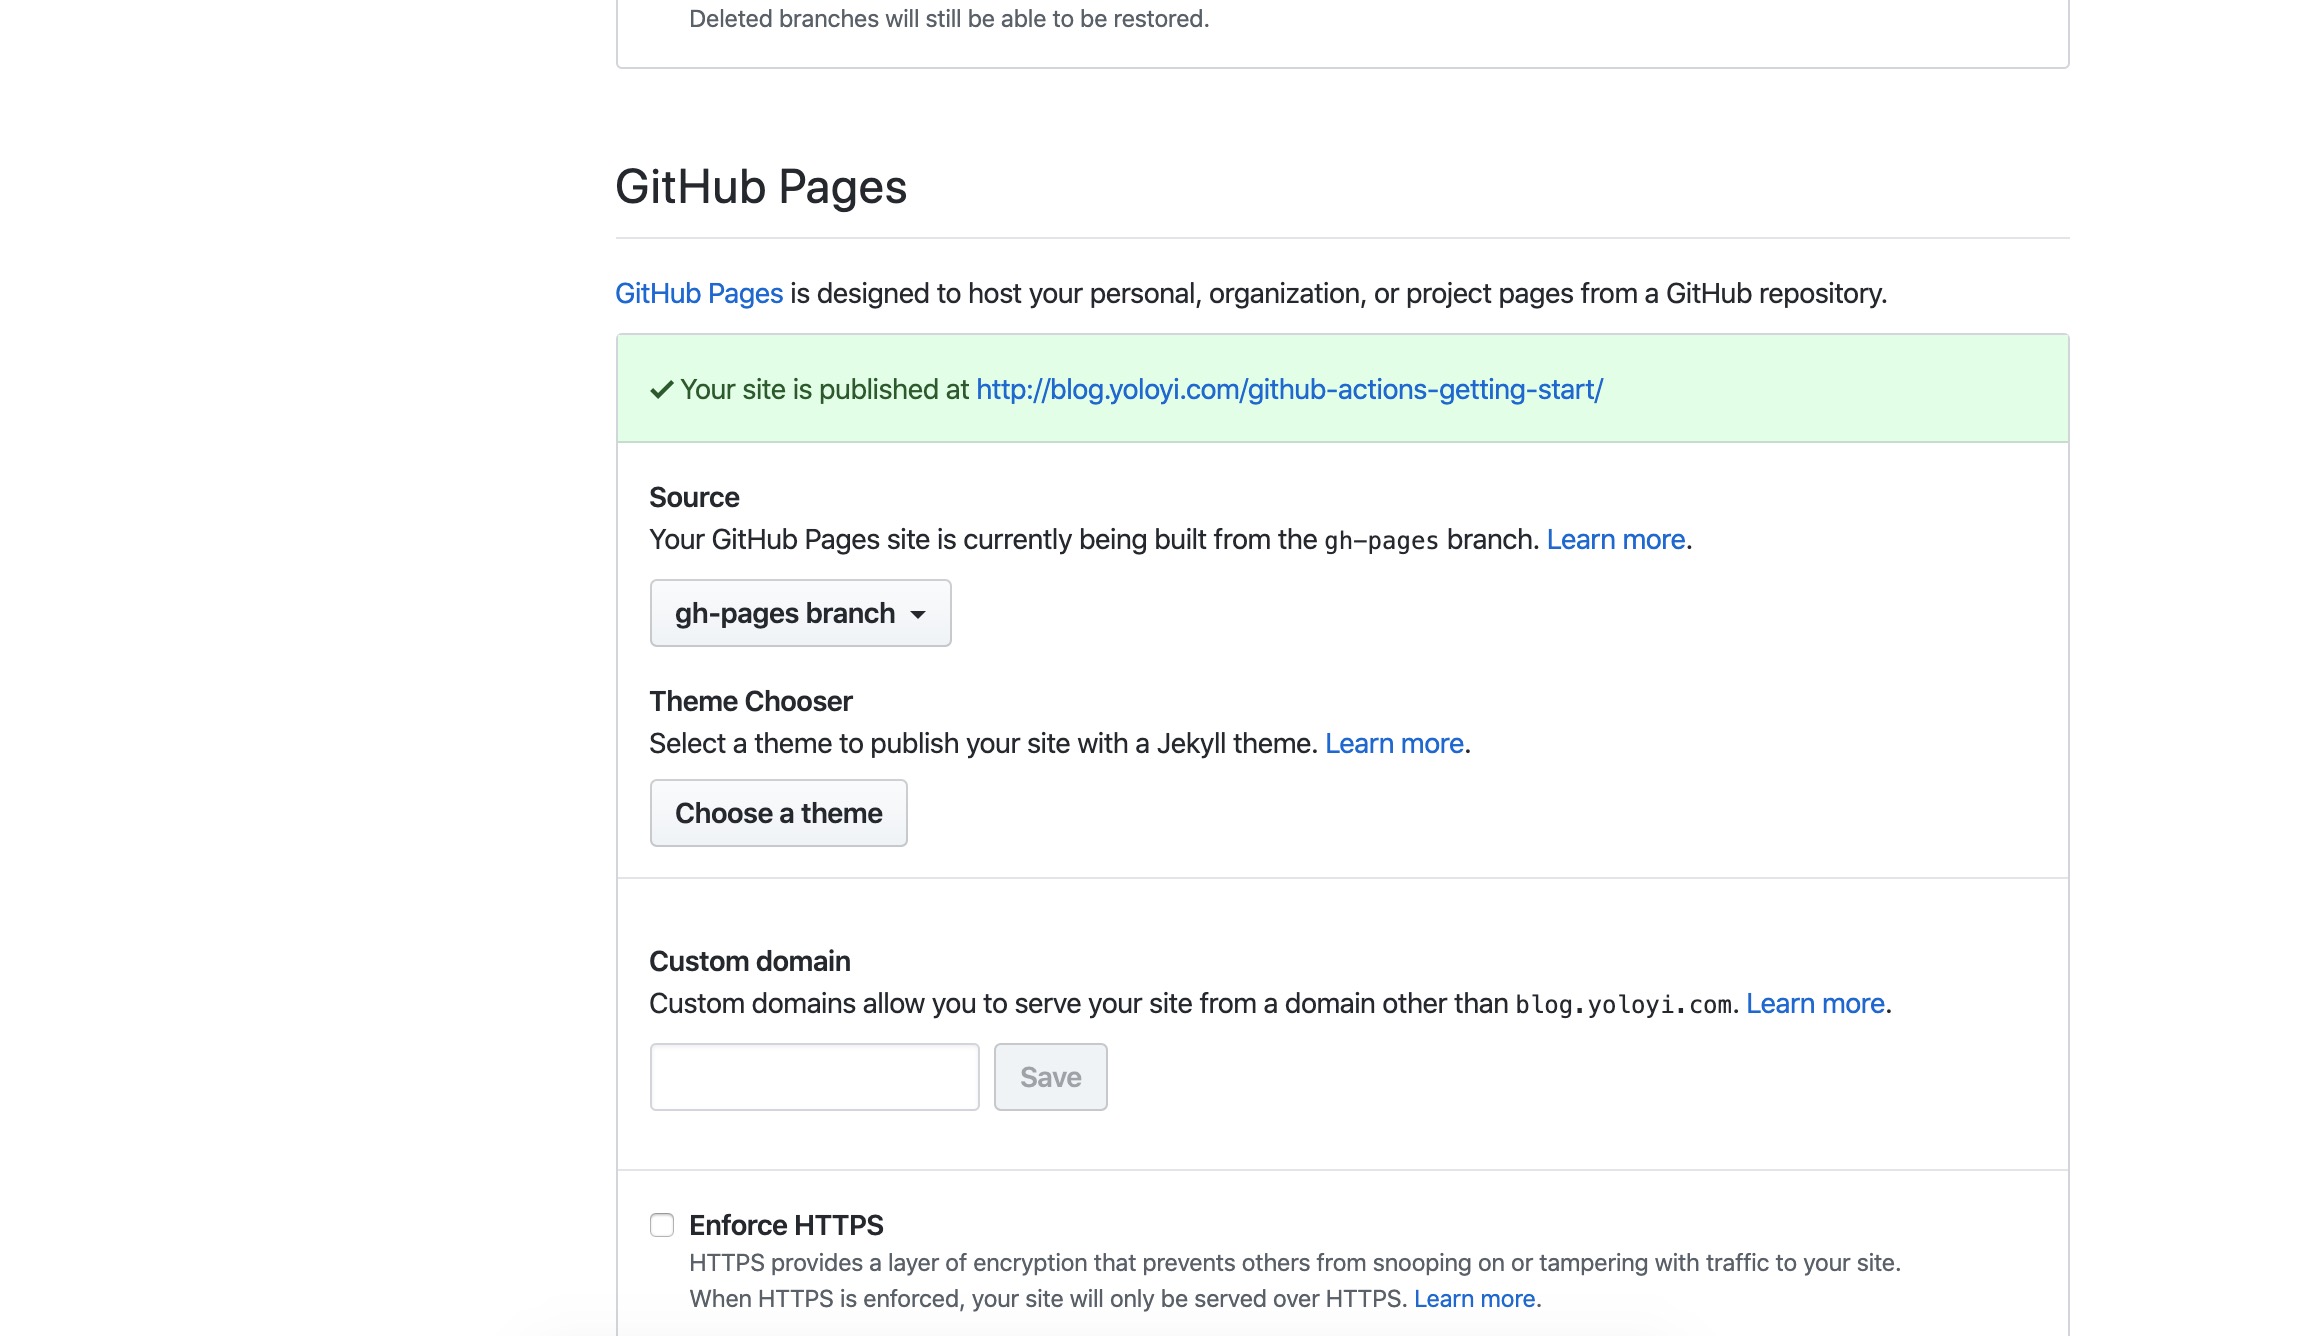 Deleted branches will still be able to be restored.
GitHub Pages
GitHub Pages is designed to host your personal, organization, or project pages from a GitHub repository.
Your site is published at http://blog.yoloyi.com/github-actions-getting-start/
Source
Your GitHub Pages site is currently being built from the gh-pages branch. Learn more.
gh-pages branch
Theme Chooser
Select a theme to publish your site with a Jekyll theme. Learn more.
Choose a theme
Custom domain
Custom domains allow you to serve your site from a domain other than blog.yoloyi.com. Learn more.
Save
Enforce HTTPS
HTTPS provides a layer of encryption that prevents others from snooping on or tampering with traffic to your site.
When HTTPS is enforced, your site will only be served over HTTPS. Learn more.